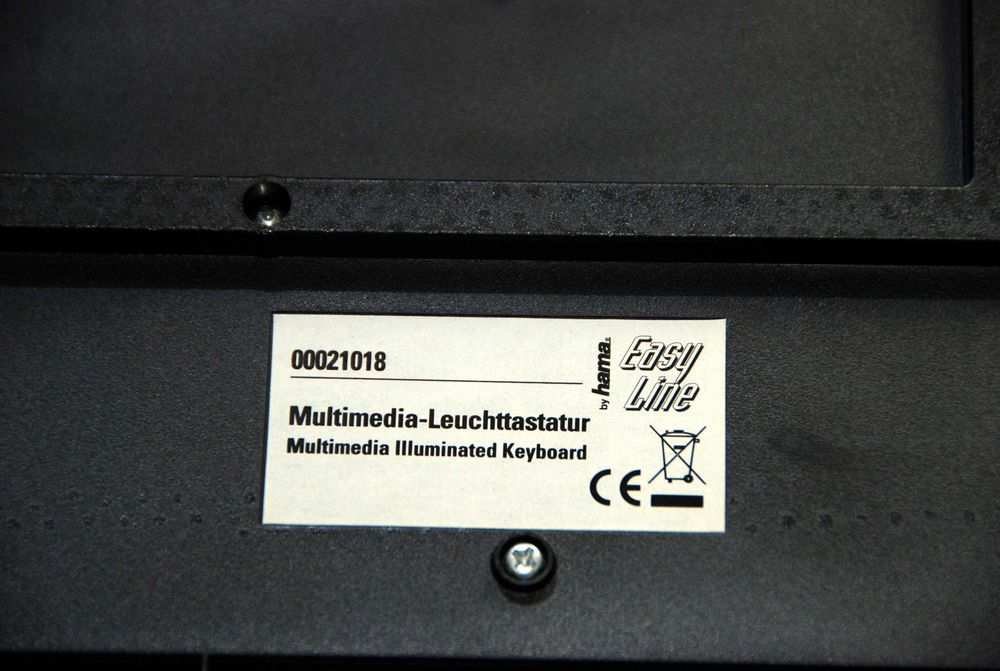 00021018
Multimedia-Leuchttastatur
Multimedia Illuminated Keyboard
by hama®
Easy
Line
CE